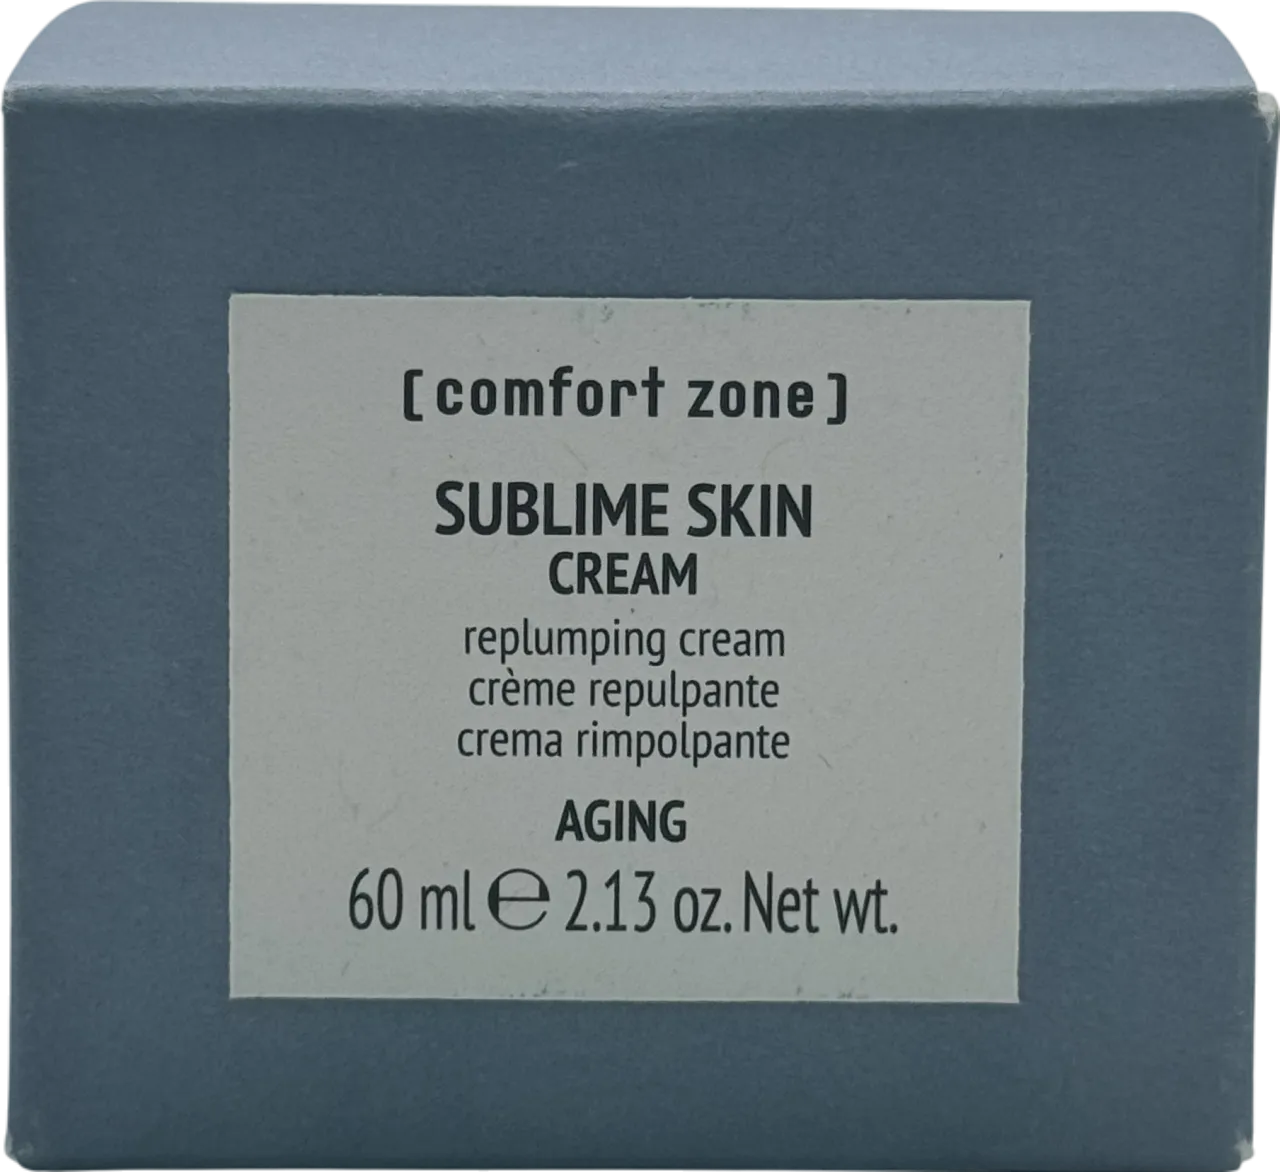 [comfort zone]
SUBLIME SKIN
CREAM
replumping cream
crème repulpante
crema rimpolpante
AGING
60 ml ℮ 2.13 oz. Net wt.